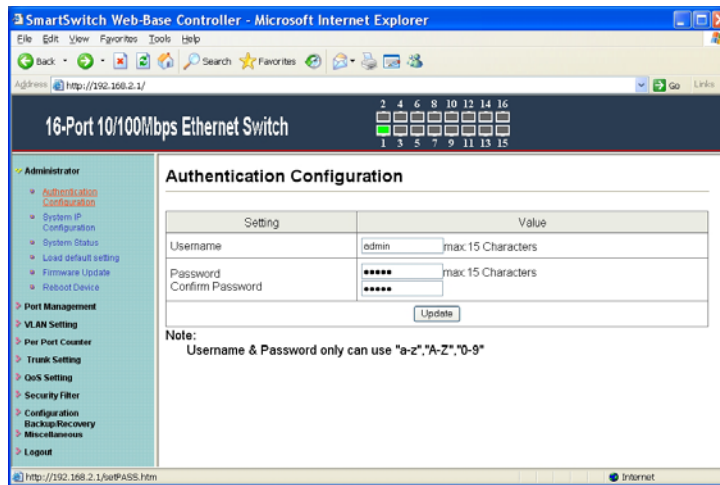 SmartSwitch Web-Base Controller - Microsoft Internet Explorer
File Edit View Favorites Tools Help
Back Search Favorites
Address http://192.168.2.1/ Go Links
16-Port 10/100Mbps Ethernet Switch
2 4 6 8 10 12 14 16
1 3 5 7 9 11 13 15
Administrator
Authentication
Configuration
System IP
Configuration
System Status
Load default setting
Firmware Update
Reboot Device
Port Management
VLAN Setting
Per Port Counter
Trunk Setting
QoS Setting
Security Filter
Configuration
Backup/Recovery
Miscellaneous
Logout
Authentication Configuration
Setting Value
Username admin max:15 Characters
Password ••••• max:15 Characters
Confirm Password •••••
Update
Note:
Username & Password only can use "a-z","A-Z","0-9"
http://192.168.2.1/setPASS.htm Internet